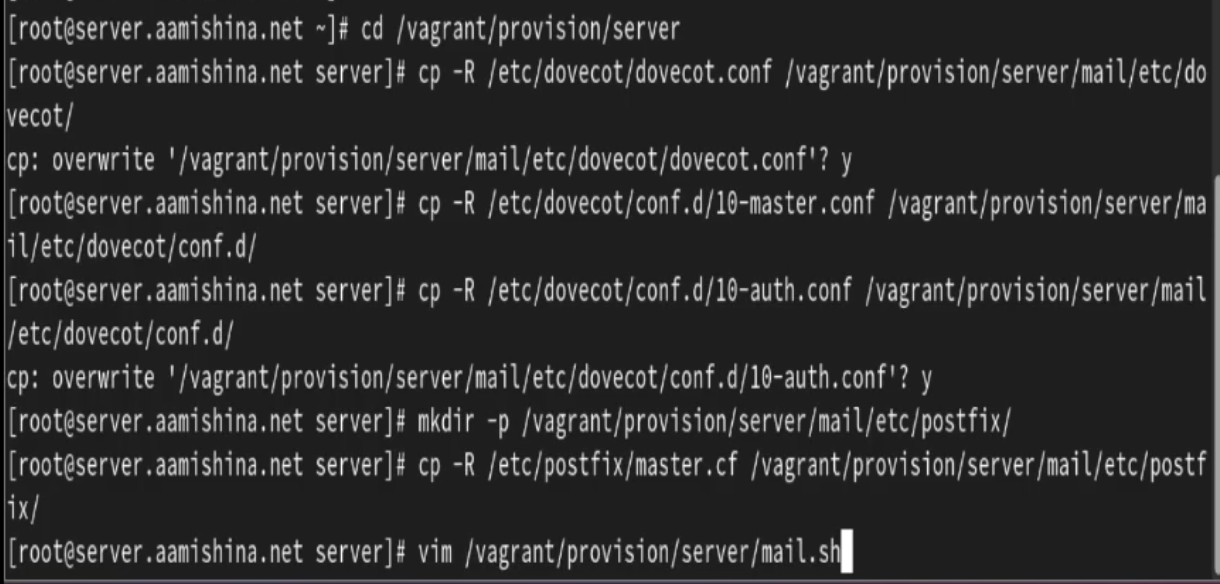 [root@server.aamishina.net ~]# cd /vagrant/provision/server
[root@server.aamishina.net server]# cp -R /etc/dovecot/dovecot.conf /vagrant/provision/server/mail/etc/do
vecot/
cp: overwrite '/vagrant/provision/server/mail/etc/dovecot/dovecot.conf'? y
[root@server.aamishina.net server]# cp -R /etc/dovecot/conf.d/10-master.conf /vagrant/provision/server/ma
il/etc/dovecot/conf.d/
[root@server.aamishina.net server]# cp -R /etc/dovecot/conf.d/10-auth.conf /vagrant/provision/server/mail
/etc/dovecot/conf.d/
cp: overwrite '/vagrant/provision/server/mail/etc/dovecot/conf.d/10-auth.conf'? y
[root@server.aamishina.net server]# mkdir -p /vagrant/provision/server/mail/etc/postfix/
[root@server.aamishina.net server]# cp -R /etc/postfix/master.cf /vagrant/provision/server/mail/etc/postf
ix/
[root@server.aamishina.net server]# vim /vagrant/provision/server/mail.sh